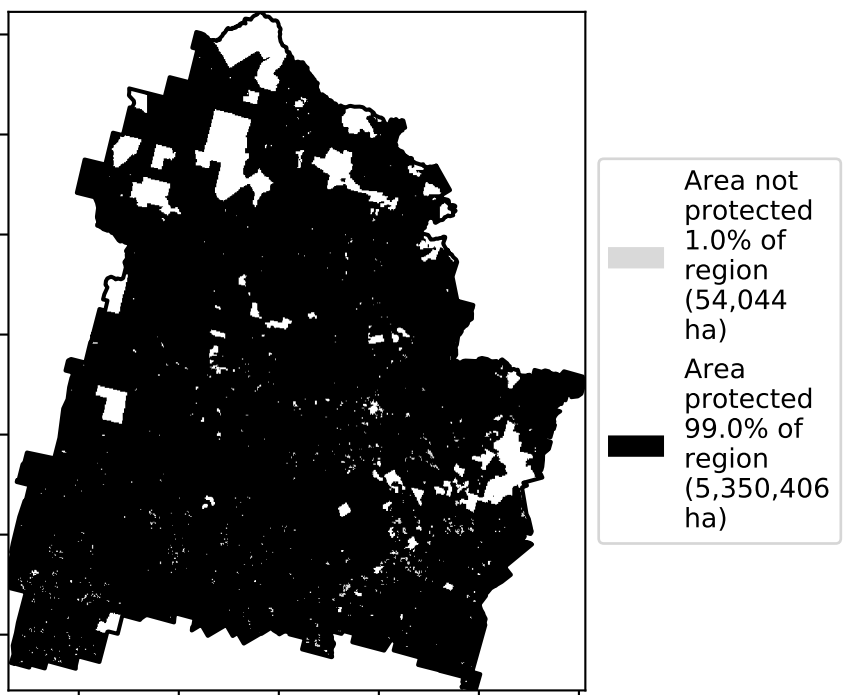 Area not
protected
1.0% of
region
(54,044
ha)
Area
protected
99.0% of
region
(5,350,406
ha)